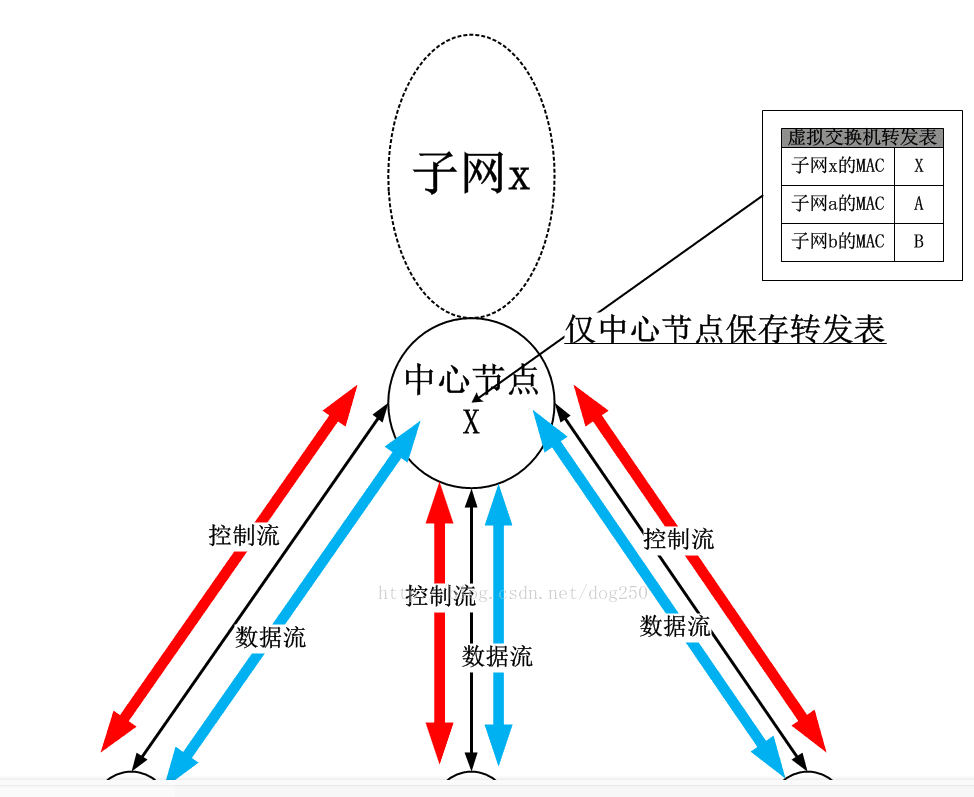 子网x
虚拟交换机转发表
子网x的MAC X
子网a的MAC A
子网b的MAC B
仅中心节点保存转发表
中心节点
X
控制流
控制流
数据流
控制流
数据流
数据流
http://blog.csdn.net/dog250